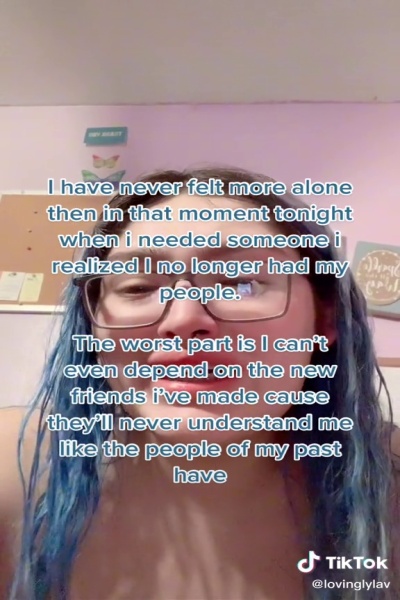 I have never felt more alone
then in that moment tonight
when i needed someone i
realized I no longer had my
people.
The worst part is I can't
even depend on the new
friends i've made cause
they'll never understand me
like the people of my past
have
TikTok
@lovinglylav